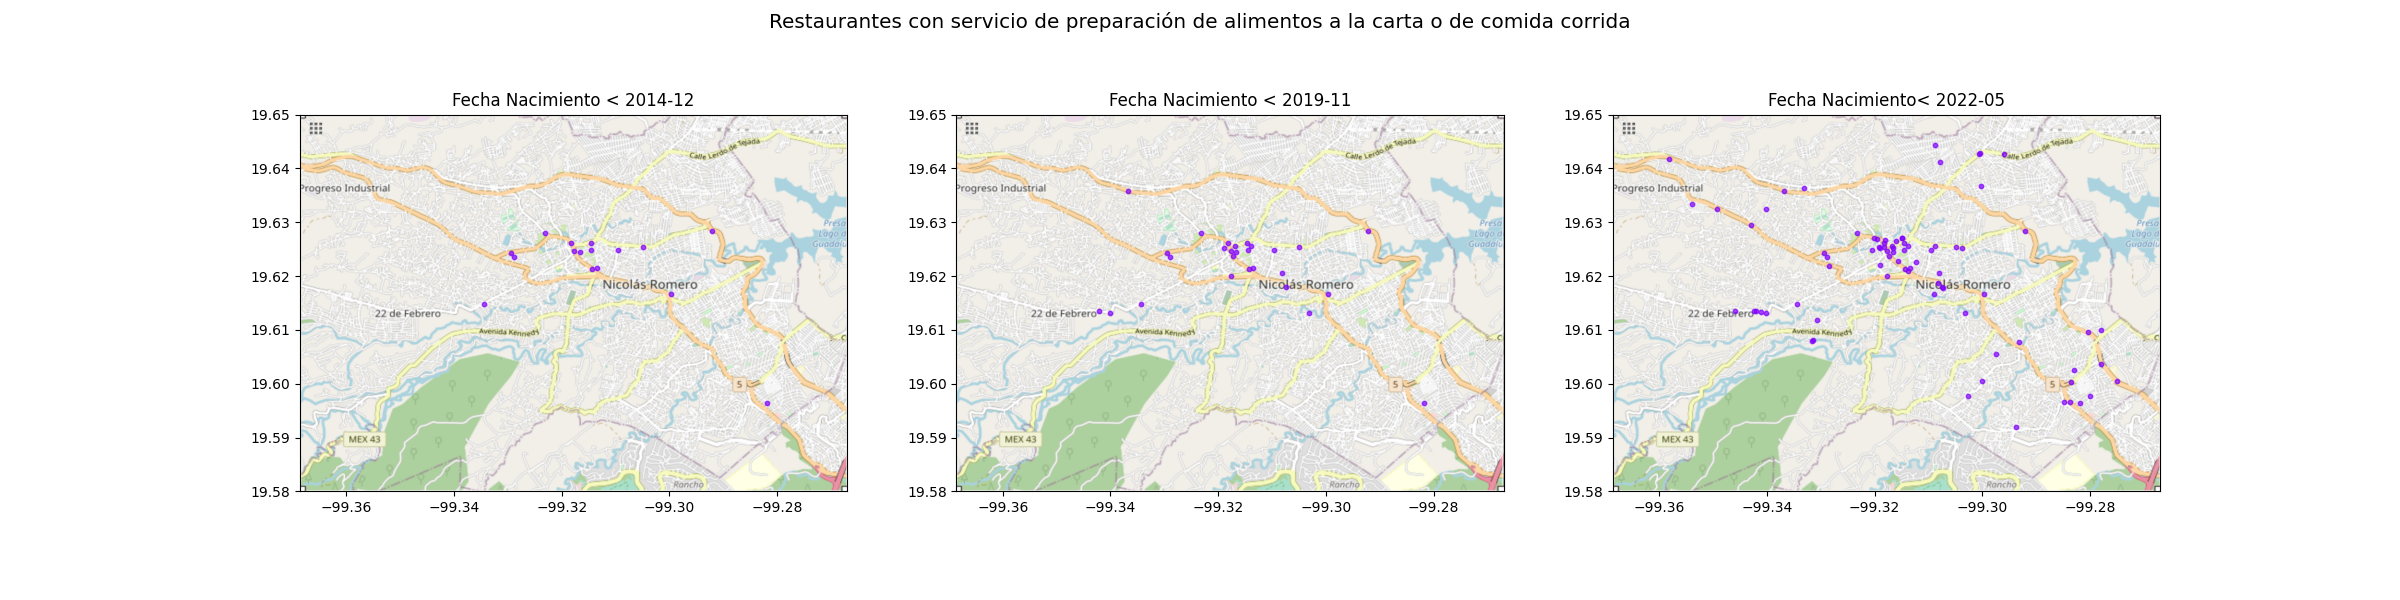 Restaurantes con servicio de preparación de alimentos a la carta o de comida corrida
Fecha Nacimiento < 2014-12
19.65
19.64
19.63
19.62
19.61
19.60
19.59
19.58
−99.36
−99.34
−99.32
−99.30
−99.28
Calle Lerdo de Tejada
Progreso Industrial
Presa
Lago d
Guadalu
Nicolás Romero
22 de Febrero
Avenida Kennedy
5
MEX 43
Rancho
Fecha Nacimiento < 2019-11
19.65
19.64
19.63
19.62
19.61
19.60
19.59
19.58
−99.36
−99.34
−99.32
−99.30
−99.28
Calle Lerdo de Tejada
Progreso Industrial
Presa
Lago d
Guadalu
Nicolás Romero
22 de Febrero
Avenida Kennedy
5
MEX 43
Rancho
Fecha Nacimiento< 2022-05
19.65
19.64
19.63
19.62
19.61
19.60
19.59
19.58
−99.36
−99.34
−99.32
−99.30
−99.28
Calle Lerdo de Tejada
Progreso Industrial
Presa
Lago d
Guadalu
Nicolás Romero
22 de Febrero
Avenida Kennedy
5
MEX 43
Rancho